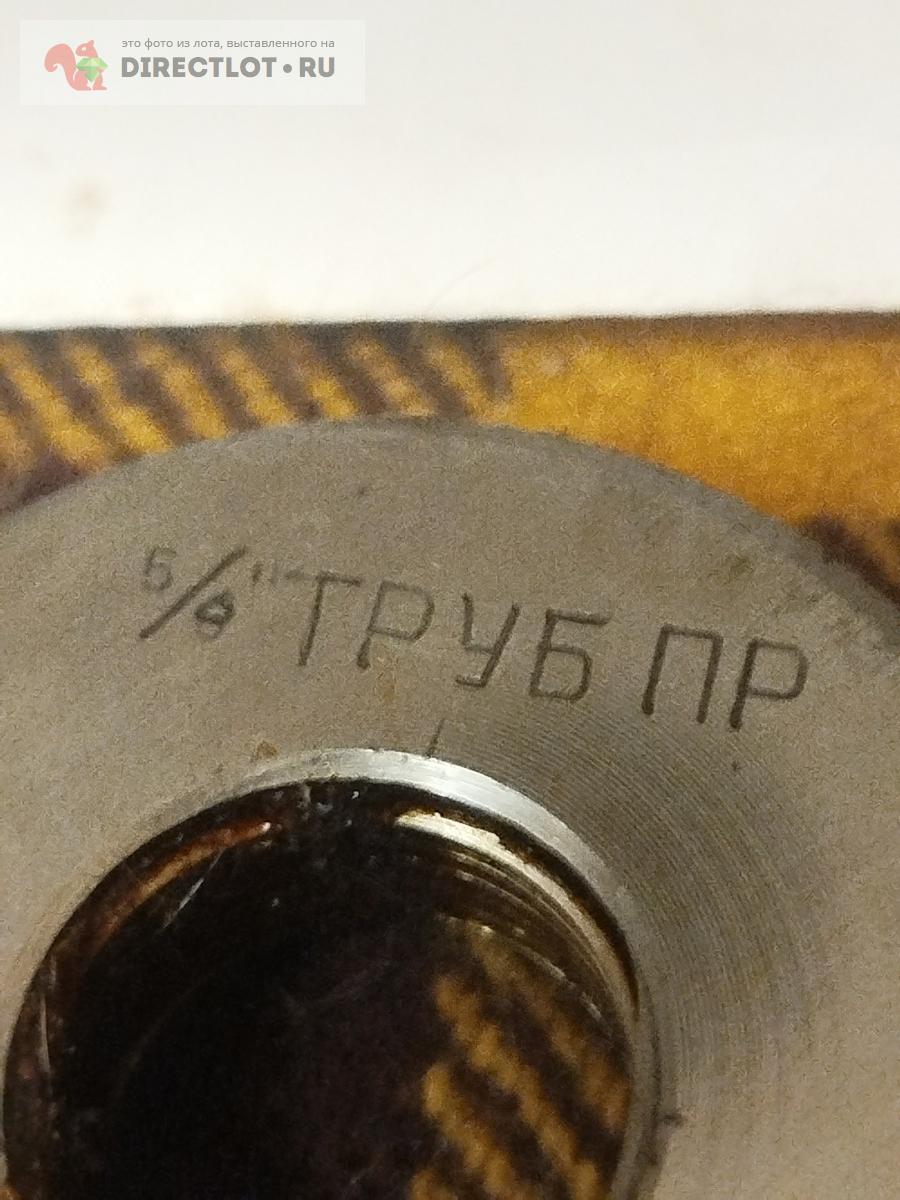 это фото из лота, выставленного на
DIRECTLOT•RU
5/8" ТРУБ ПР